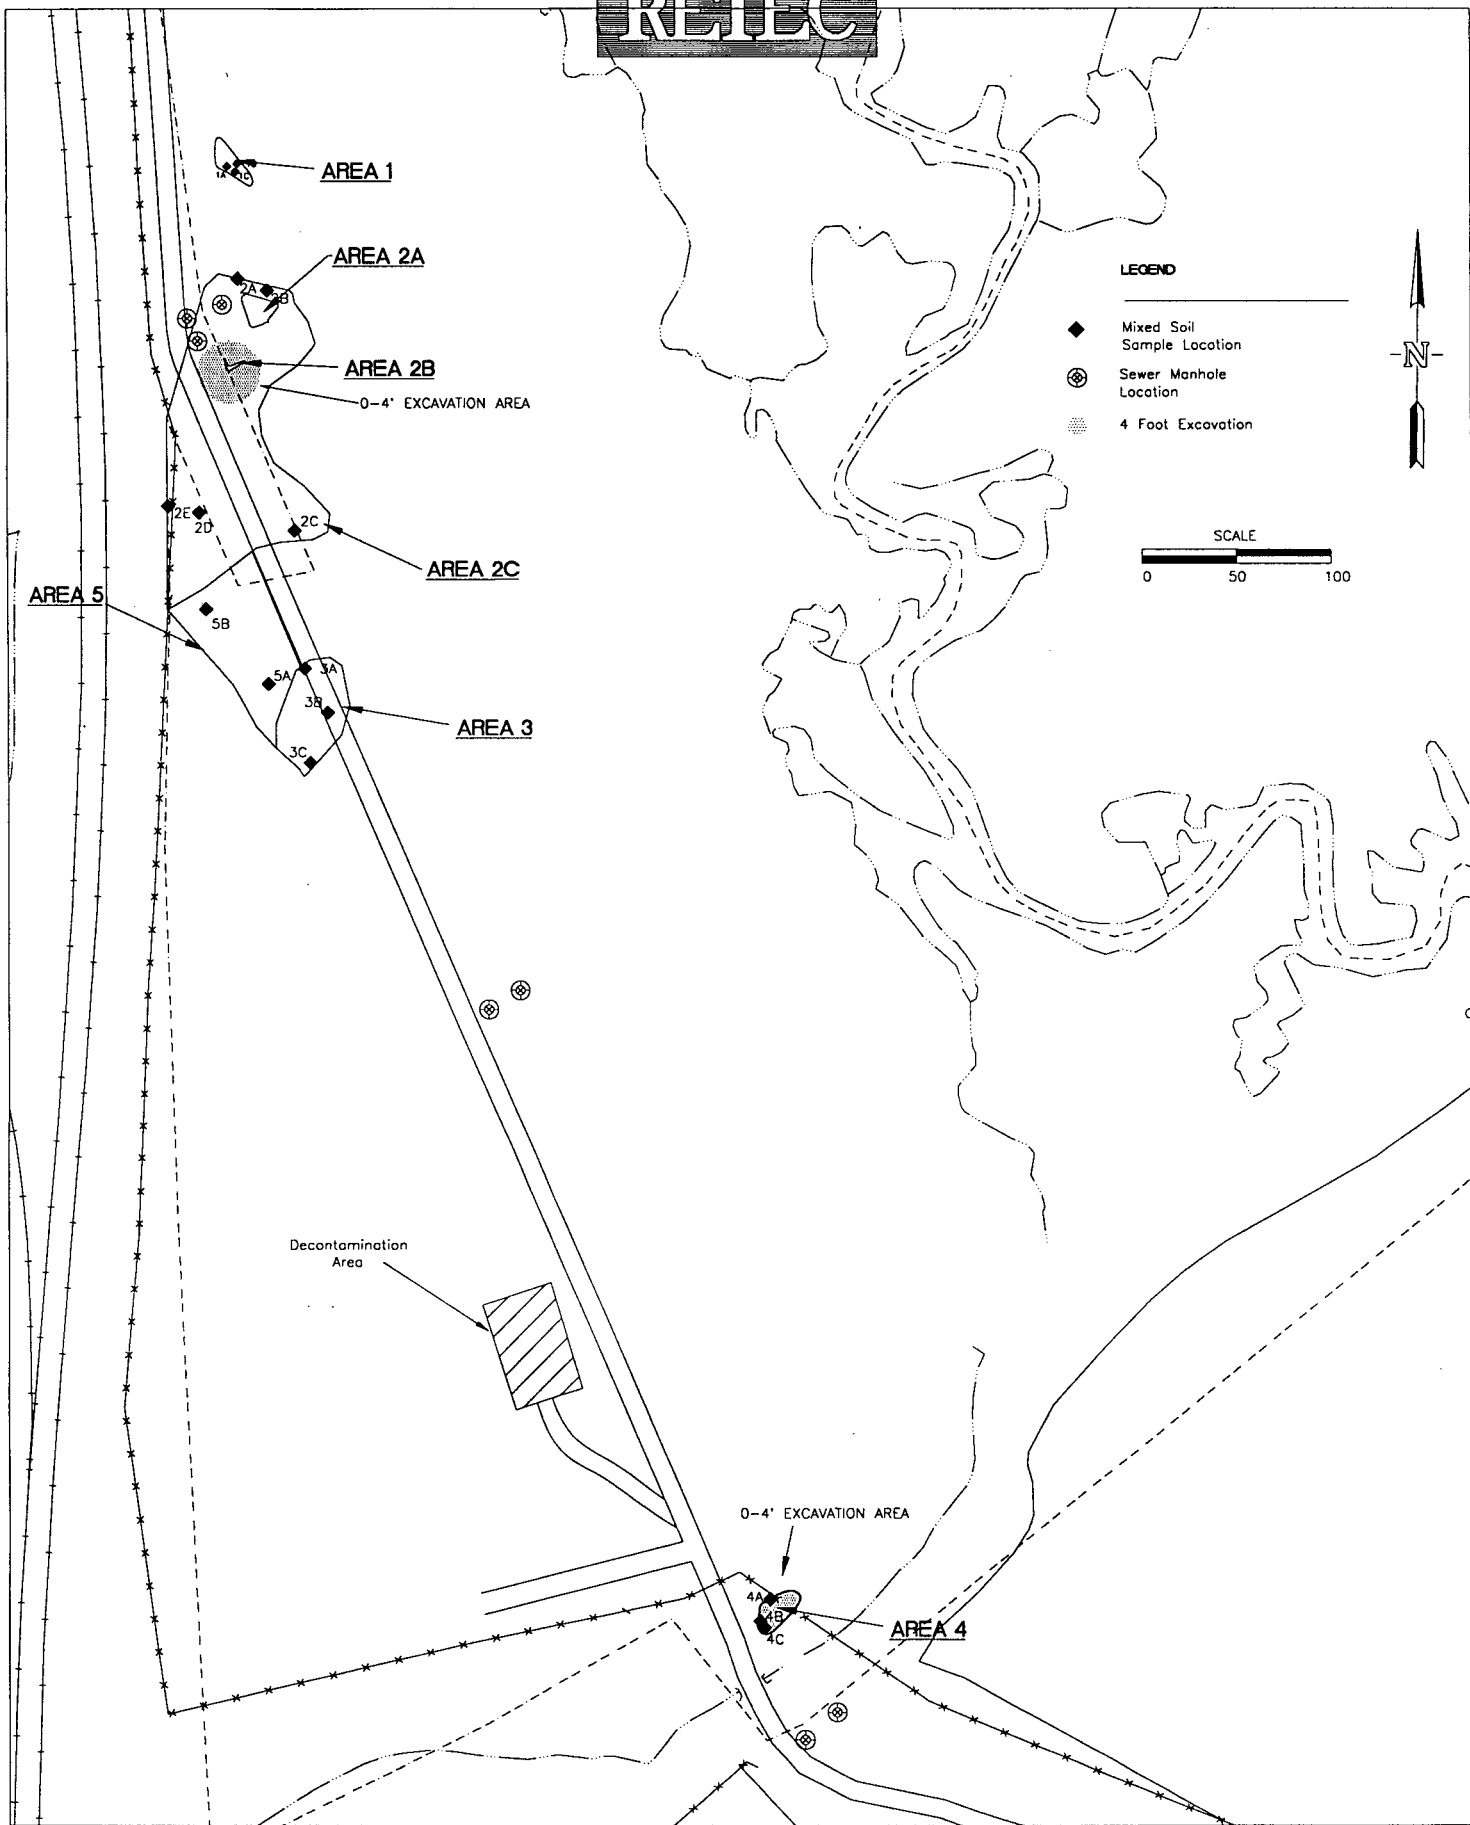 RETEC
AREA 1
1A
1C
AREA 2A
2A
2B
LEGEND
Mixed Soil
Sample Location
Sewer Manhole
Location
4 Foot Excavation
N
AREA 2B
0-4' EXCAVATION AREA
2E
2D
2C
SCALE
0 50 100
AREA 2C
AREA 5
5B
5A
3A
3B
AREA 3
3C
Decontamination
Area
0-4' EXCAVATION AREA
4A
4B
4C
AREA 4